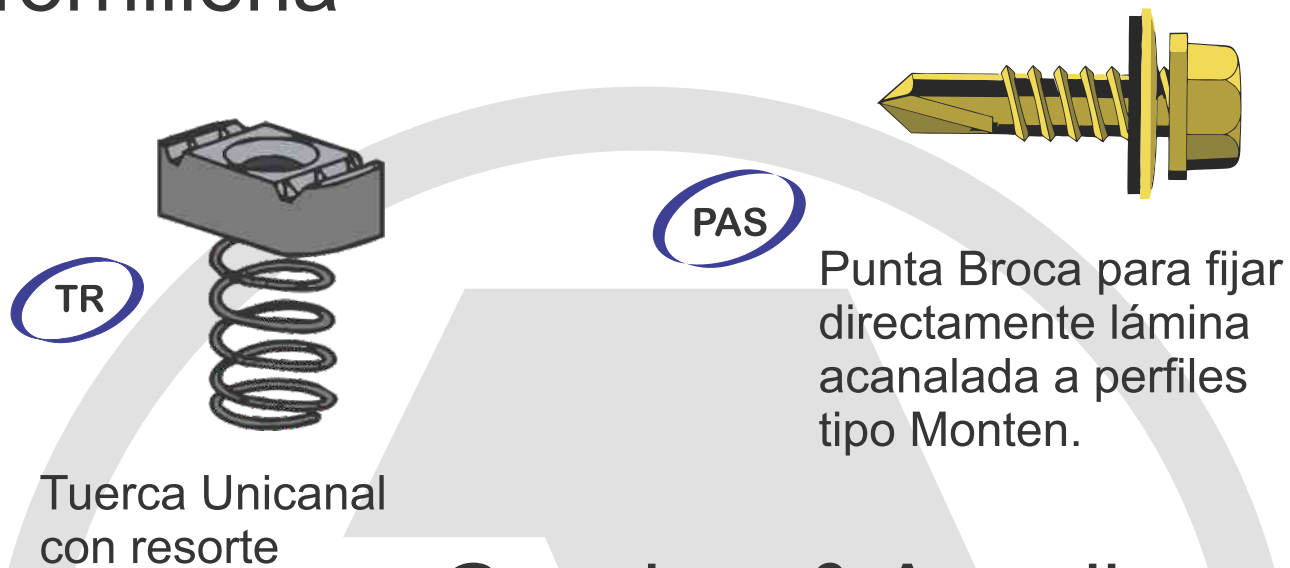 TR
Tuerca Unicanal
con resorte
PAS
Punta Broca para fijar
directamente lámina
acanalada a perfiles
tipo Monten.